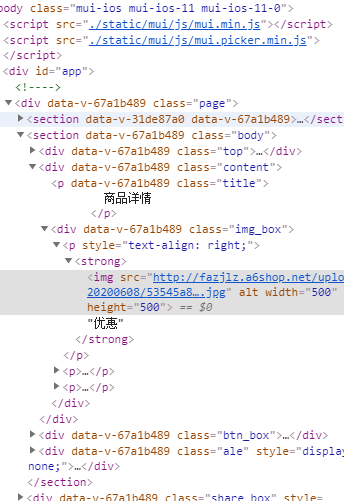 body class="mui-ios mui-ios-11 mui-ios-11-0">
<script src="./static/mui/js/mui.min.js"></script>
<script src="./static/mui/js/mui.picker.min.js">
</script>
▼<div id="app">
<!---->
▼<div data-v-67a1b489 class="page">
▶<section data-v-31de87a0 data-v-67a1b489>…</sect
▼<section data-v-67a1b489 class="body">
▶<div data-v-67a1b489 class="top">…</div>
▼<div data-v-67a1b489 class="content">
<p data-v-67a1b489 class="title">
商品详情
</p>
▼<div data-v-67a1b489 class="img_box">
▼<p style="text-align: right;">
▼<strong>
<img src="http://fazjlz.a6shop.net/uplo
20200608/53545a8….jpg" alt width="500"
height="500"> == $0
"优惠"
</strong>
</p>
▶<p>…</p>
▶<p>…</p>
</div>
</div>
▶<div data-v-67a1b489 class="btn_box">…</div>
▶<div data-v-67a1b489 class="ale" style="display
none;">…</div>
</section>
▶<div data-v-67a1b489 class="share_box" style=